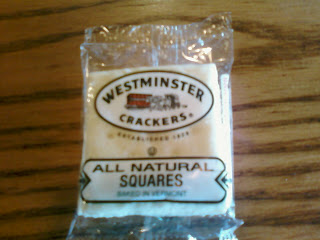 WESTMINSTER
CRACKERS®
ESTABLISHED 1828
ALL NATURAL
SQUARES
BAKED IN VERMONT